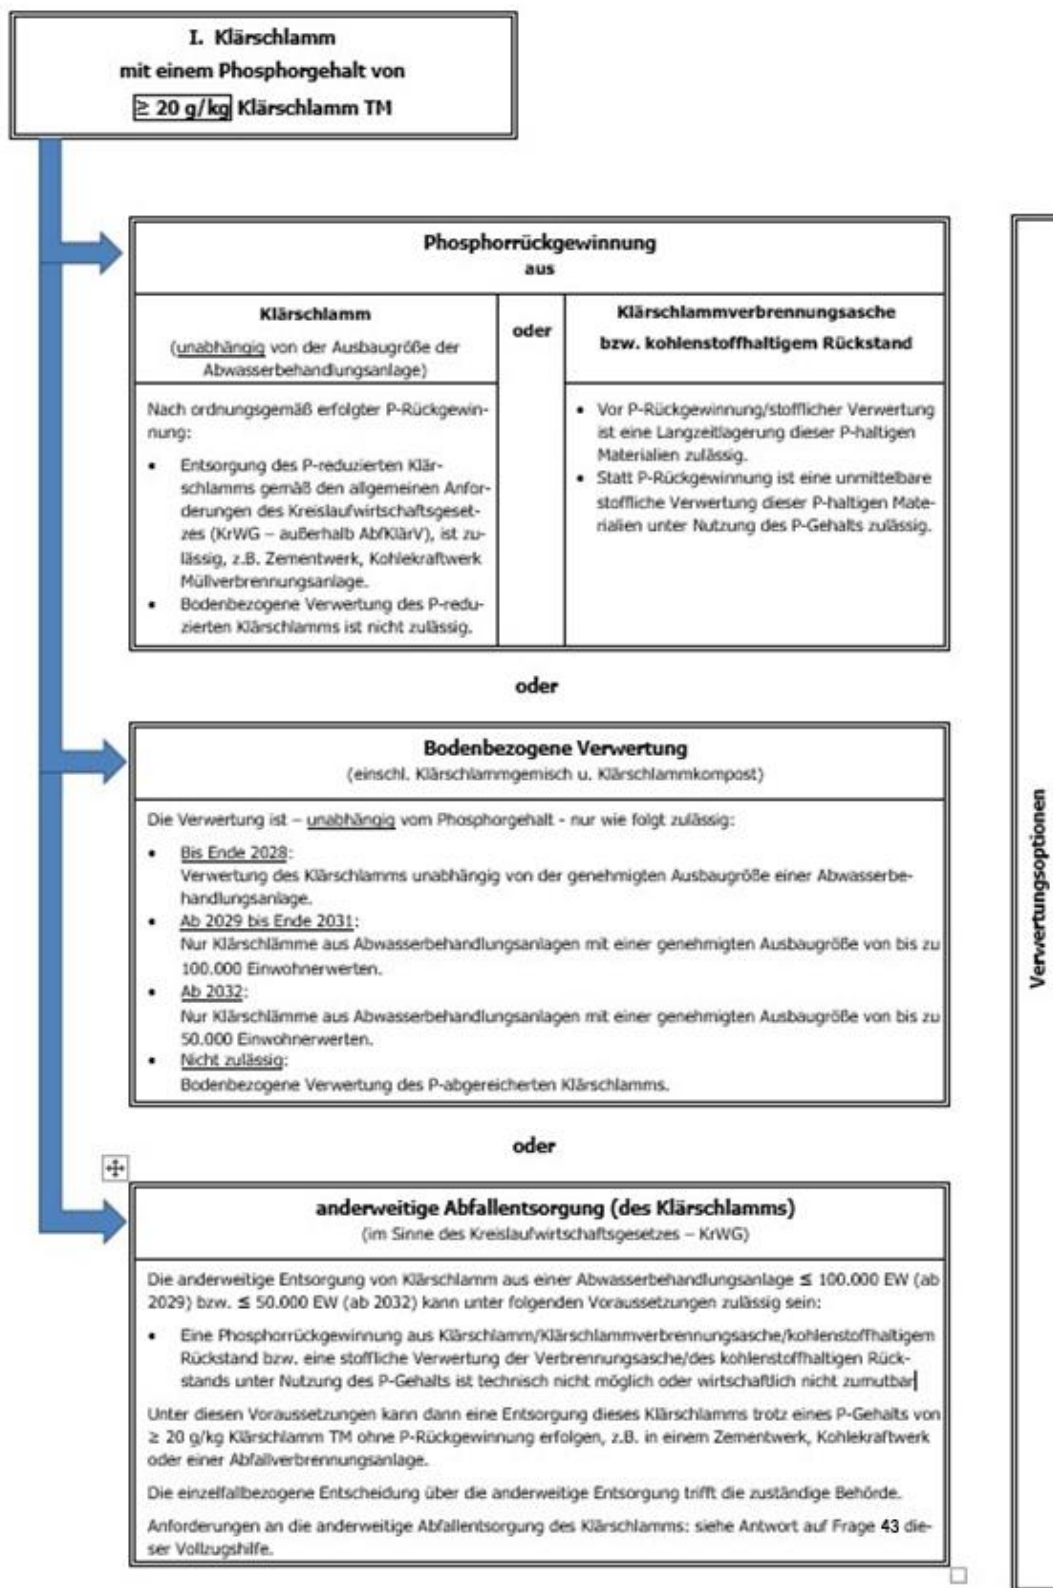 I. Klärschlamm
mit einem Phosphorgehalt von
≥ 20 g/kg Klärschlamm TM
Phosphorrückgewinnung
aus
Klärschlamm
(unabhängig von der Ausbaugröße der
Abwasserbehandlungsanlage)
oder
Klärschlammverbrennungsasche
bzw. kohlenstoffhaltigem Rückstand
Nach ordnungsgemäß erfolgter P-Rückgewin-
nung:
• Entsorgung des P-reduzierten Klär-
schlamms gemäß den allgemeinen Anfor-
derungen des Kreislaufwirtschaftsgeset-
zes (KrWG – außerhalb AbfKlärV), ist zu-
lässig, z.B. Zementwerk, Kohlekraftwerk
Müllverbrennungsanlage.
• Bodenbezogene Verwertung des P-redu-
zierten Klärschlamms ist nicht zulässig.
• Vor P-Rückgewinnung/stofflicher Verwertung
ist eine Langzeitlagerung dieser P-haltigen
Materialien zulässig.
• Statt P-Rückgewinnung ist eine unmittelbare
stoffliche Verwertung dieser P-haltigen Mate-
rialien unter Nutzung des P-Gehalts zulässig.
oder
Bodenbezogene Verwertung
(einschl. Klärschlammgemisch u. Klärschlammkompost)
Die Verwertung ist – unabhängig vom Phosphorgehalt - nur wie folgt zulässig:
• Bis Ende 2028:
Verwertung des Klärschlamms unabhängig von der genehmigten Ausbaugröße einer Abwasserbe-
handlungsanlage.
• Ab 2029 bis Ende 2031:
Nur Klärschlämme aus Abwasserbehandlungsanlagen mit einer genehmigten Ausbaugröße von bis zu
100.000 Einwohnerwerten.
• Ab 2032:
Nur Klärschlämme aus Abwasserbehandlungsanlagen mit einer genehmigten Ausbaugröße von bis zu
50.000 Einwohnerwerten.
• Nicht zulässig:
Bodenbezogene Verwertung des P-abgereicherten Klärschlamms.
oder
anderweitige Abfallentsorgung (des Klärschlamms)
(im Sinne des Kreislaufwirtschaftsgesetzes – KrWG)
Die anderweitige Entsorgung von Klärschlamm aus einer Abwasserbehandlungsanlage ≤ 100.000 EW (ab
2029) bzw. ≤ 50.000 EW (ab 2032) kann unter folgenden Voraussetzungen zulässig sein:
• Eine Phosphorrückgewinnung aus Klärschlamm/Klärschlammverbrennungsasche/kohlenstoffhaltigem
Rückstand bzw. eine stoffliche Verwertung der Verbrennungsasche/des kohlenstoffhaltigen Rück-
stands unter Nutzung des P-Gehalts ist technisch nicht möglich oder wirtschaftlich nicht zumutbar
Unter diesen Voraussetzungen kann dann eine Entsorgung dieses Klärschlamms trotz eines P-Gehalts von
≥ 20 g/kg Klärschlamm TM ohne P-Rückgewinnung erfolgen, z.B. in einem Zementwerk, Kohlekraftwerk
oder einer Abfallverbrennungsanlage.
Die einzelfallbezogene Entscheidung über die anderweitige Entsorgung trifft die zuständige Behörde.
Anforderungen an die anderweitige Abfallentsorgung des Klärschlamms: siehe Antwort auf Frage 43 die-
ser Vollzugshilfe.
Verwertungsoptionen